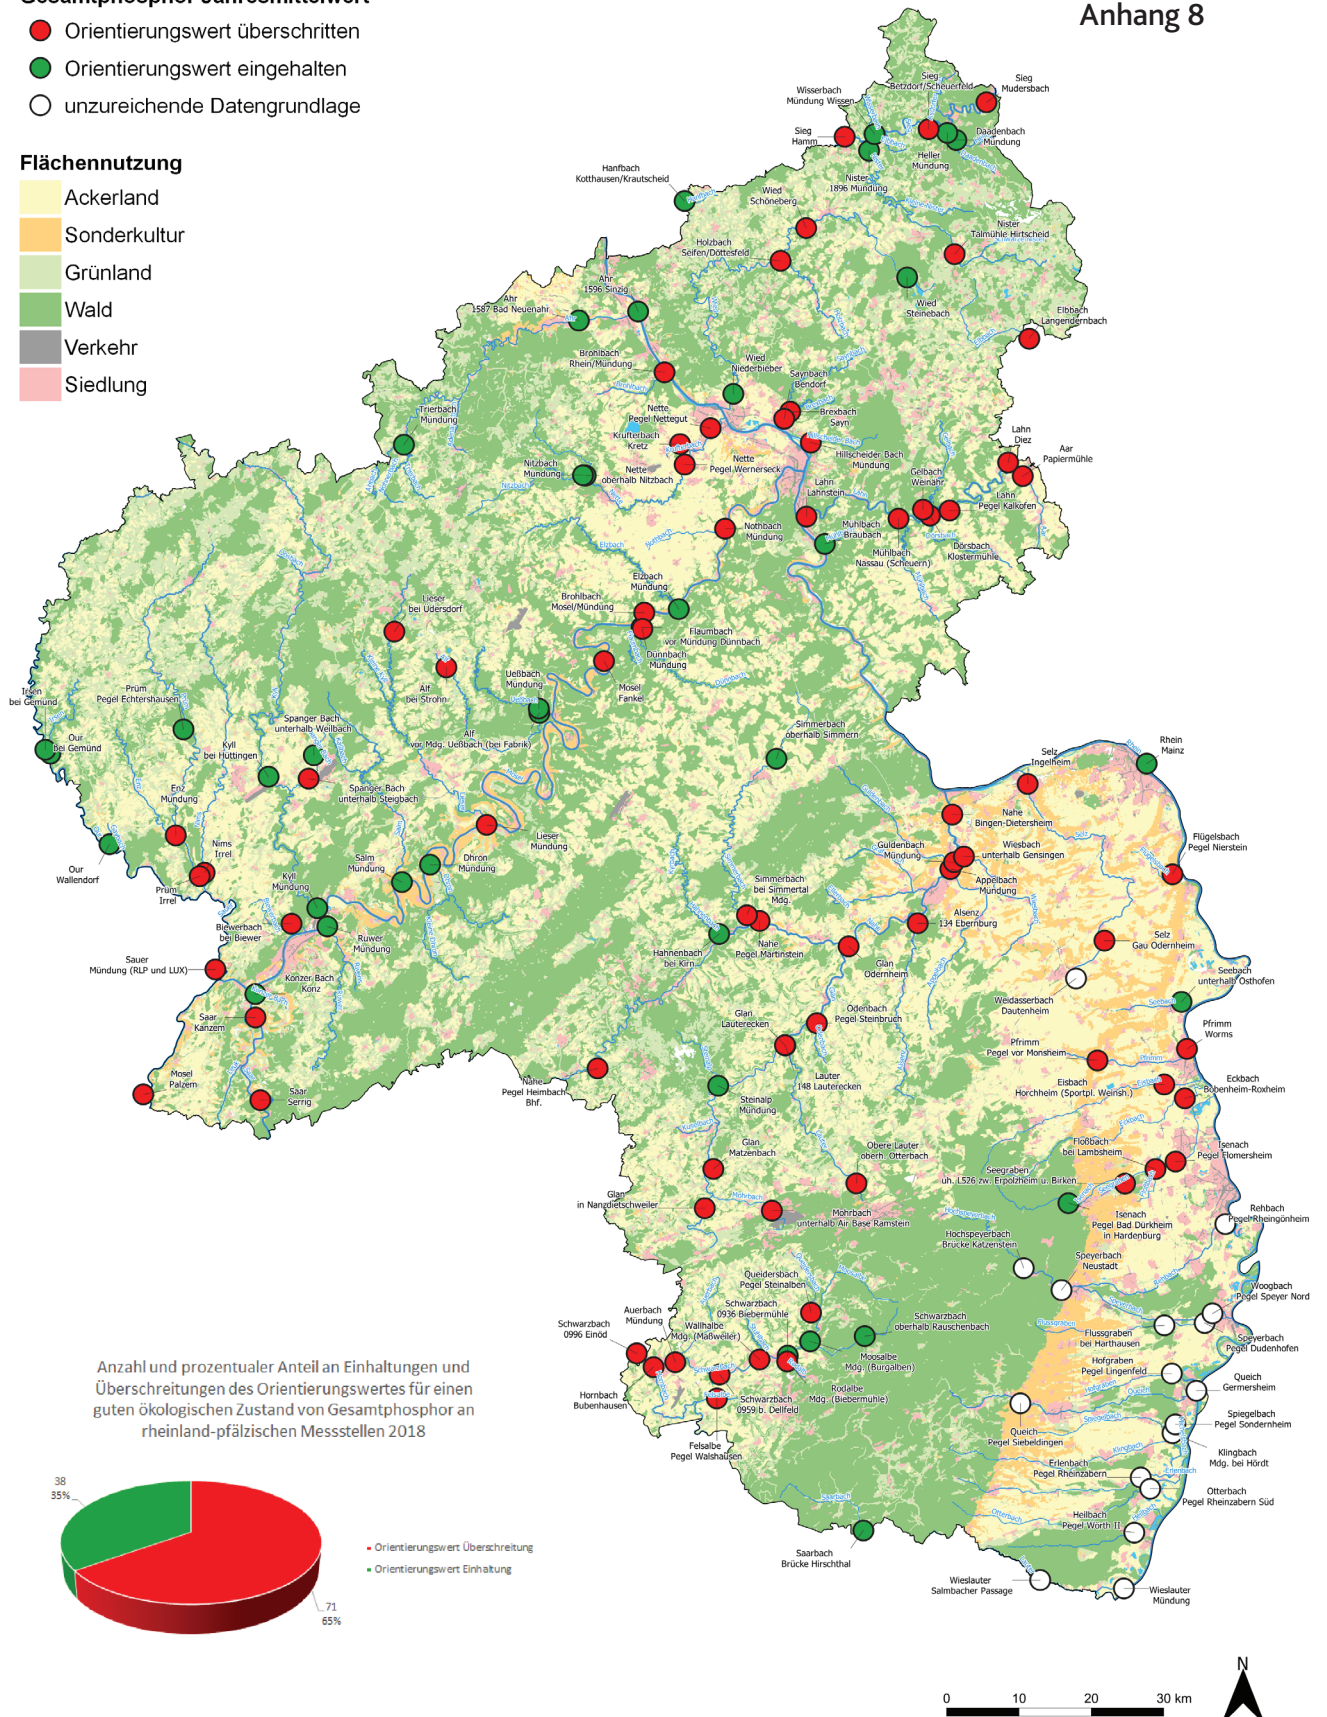 Gesamtphosphor Jahresmittelwert
Anhang 8
Orientierungswert überschritten
Orientierungswert eingehalten
unzureichende Datengrundlage
Flächennutzung
Ackerland
Sonderkultur
Grünland
Wald
Verkehr
Siedlung
Sieg
Betzdorf/Scheuerfeld
Sieg
Mudersbach
Wisserbach
Mündung Wissen
Sieg
Hamm
Daadenbach
Mündung
Heller
Mündung
Nister
1896 Mündung
Hanfbach
Kotthausen/Krautscheid
Wied
Schöneberg
Nister
Talmühle Hirtscheid
Holzbach
Seifen/Döttesfeld
Wied
Steinebach
Ahr
1596 Sinzig
Ahr
1587 Bad Neuenahr
Elbbach
Langendernbach
Brohlbach
Rhein/Mündung
Wied
Niederbieber
Saynbach
Bendorf
Brexbach
Sayn
Trierbach
Mündung
Nette
Pegel Nettegut
Krufterbach
Kretz
Nette
Pegel Wernerseck
Hillscheider Bach
Mündung
Lahn
Diez
Aar
Papiermühle
Nitzbach
Mündung
Nette
oberhalb Nitzbach
Gelbach
Weinähr
Lahn
Lahnstein
Lahn
Pegel Kalkofen
Nothbach
Mündung
Mühlbach
Braubach
Mühlbach
Nassau (Scheuern)
Dörsbach
Klostermühle
Elzbach
Mündung
Brohlbach
Mosel/Mündung
Lieser
bei Udersdorf
Flaumbach
vor Mündung Dünnbach
Dünnbach
Mündung
Ueßbach
Mündung
Mosel
Fankel
Alf
bei Strohn
Alf
vor Mdg. Ueßbach (bei Fabrik)
Irsen
bei Gemünd
Our
bei Gemünd
Prüm
Pegel Echtershausen
Spanger Bach
unterhalb Weilbach
Kyll
bei Hüttingen
Spanger Bach
unterhalb Steigbach
Simmerbach
oberhalb Simmern
Selz
Ingelheim
Rhein
Mainz
Enz
Mündung
Nims
Irrel
Our
Wallendorf
Prüm
Irrel
Lieser
Mündung
Salm
Mündung
Dhron
Mündung
Kyll
Mündung
Biewerbach
bei Biewer
Ruwer
Mündung
Sauer
Mündung (RLP und LUX)
Konzer Bach
Konz
Saar
Kanzem
Mosel
Palzem
Saar
Serrig
Nahe
Bingen-Dietersheim
Guldenbach
Mündung
Wiesbach
unterhalb Gensingen
Appelbach
Mündung
Flügelsbach
Pegel Nierstein
Simmerbach
bei Simmertal
Mdg.
Alsenz
134 Ebernburg
Nahe
Pegel Martinstein
Hahnenbach
bei Kirn
Glan
Odernheim
Selz
Gau Odernheim
Seebach
unterhalb Osthofen
Weidasserbach
Dautenheim
Glan
Lauterecken
Odenbach
Pegel Steinbruch
Pfrimm
Worms
Pfrimm
Pegel vor Monsheim
Nahe
Pegel Heimbach
Bhf.
Lauter
148 Lauterecken
Eisbach
Horchheim (Sportpl. Weinsh.)
Eckbach
Bobenheim-Roxheim
Steinalp
Mündung
Glan
Matzenbach
Obere Lauter
oberh. Otterbach
Floßbach
bei Lambsheim
Isenach
Pegel Flomersheim
Seegraben
uh. L526 zw. Erpolzheim u. Birken
Glan
in Nanzdietschweiler
Mohrbach
unterhalb Air Base Ramstein
Isenach
Pegel Bad Dürkheim
in Hardenburg
Rehbach
Pegel Rheingönheim
Hochspeyerbach
Brücke Katzenstein
Speyerbach
Neustadt
Queidersbach
Pegel Steinalben
Woogbach
Pegel Speyer Nord
Auerbach
Mündung
Schwarzbach
0936 Biebermühle
Schwarzbach
0996 Einöd
Wallhalbe
Mdg. (Maßweiler)
Schwarzbach
oberhalb Rauschenbach
Flussgraben
bei Harthausen
Speyerbach
Pegel Dudenhofen
Moosalbe
Mdg. (Burgalben)
Hofgraben
Pegel Lingenfeld
Queich
Germersheim
Hornbach
Bubenhausen
Schwarzbach
0959 b. Dellfeld
Rodalbe
Mdg. (Biebermühle)
Queich
Pegel Siebeldingen
Spiegelbach
Pegel Sondernheim
Felsalbe
Pegel Walshausen
Klingbach
Mdg. bei Hördt
Erlenbach
Pegel Rheinzabern
Otterbach
Pegel Rheinzabern Süd
Heilbach
Pegel Wörth II
Saarbach
Brücke Hirschthal
Wieslauter
Salmbacher Passage
Wieslauter
Mündung
Anzahl und prozentualer Anteil an Einhaltungen und
Überschreitungen des Orientierungswertes für einen
guten ökologischen Zustand von Gesamtphosphor an
rheinland-pfälzischen Messstellen 2018
38
35%
Orientierungswert Überschreitung
Orientierungswert Einhaltung
71
65%
N
0 10 20 30 km